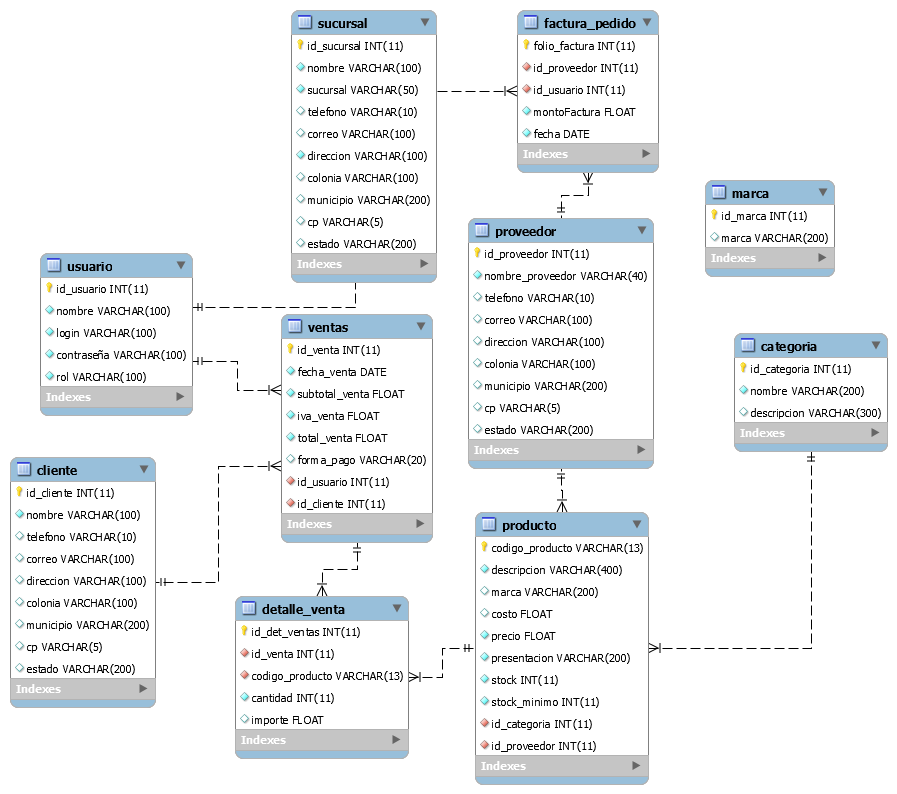 sucursal
id_sucursal INT(11)
nombre VARCHAR(100)
sucursal VARCHAR(50)
telefono VARCHAR(10)
correo VARCHAR(100)
direccion VARCHAR(100)
colonia VARCHAR(100)
municipio VARCHAR(200)
cp VARCHAR(5)
estado VARCHAR(200)
Indexes
factura_pedido
folio_factura INT(11)
id_proveedor INT(11)
id_usuario INT(11)
montoFactura FLOAT
fecha DATE
Indexes
marca
id_marca INT(11)
marca VARCHAR(200)
Indexes
proveedor
id_proveedor INT(11)
nombre_proveedor VARCHAR(40)
telefono VARCHAR(10)
correo VARCHAR(100)
direccion VARCHAR(100)
colonia VARCHAR(100)
municipio VARCHAR(200)
cp VARCHAR(5)
estado VARCHAR(200)
Indexes
usuario
id_usuario INT(11)
nombre VARCHAR(100)
login VARCHAR(100)
contraseña VARCHAR(100)
rol VARCHAR(100)
Indexes
ventas
id_venta INT(11)
fecha_venta DATE
subtotal_venta FLOAT
iva_venta FLOAT
total_venta FLOAT
forma_pago VARCHAR(20)
id_usuario INT(11)
id_cliente INT(11)
Indexes
categoria
id_categoria INT(11)
nombre VARCHAR(200)
descripcion VARCHAR(300)
Indexes
cliente
id_cliente INT(11)
nombre VARCHAR(100)
telefono VARCHAR(10)
correo VARCHAR(100)
direccion VARCHAR(100)
colonia VARCHAR(100)
municipio VARCHAR(200)
cp VARCHAR(5)
estado VARCHAR(200)
Indexes
producto
codigo_producto VARCHAR(13)
descripcion VARCHAR(400)
marca VARCHAR(200)
costo FLOAT
precio FLOAT
presentacion VARCHAR(200)
stock INT(11)
stock_minimo INT(11)
id_categoria INT(11)
id_proveedor INT(11)
Indexes
detalle_venta
id_det_ventas INT(11)
id_venta INT(11)
codigo_producto VARCHAR(13)
cantidad INT(11)
importe FLOAT
Indexes